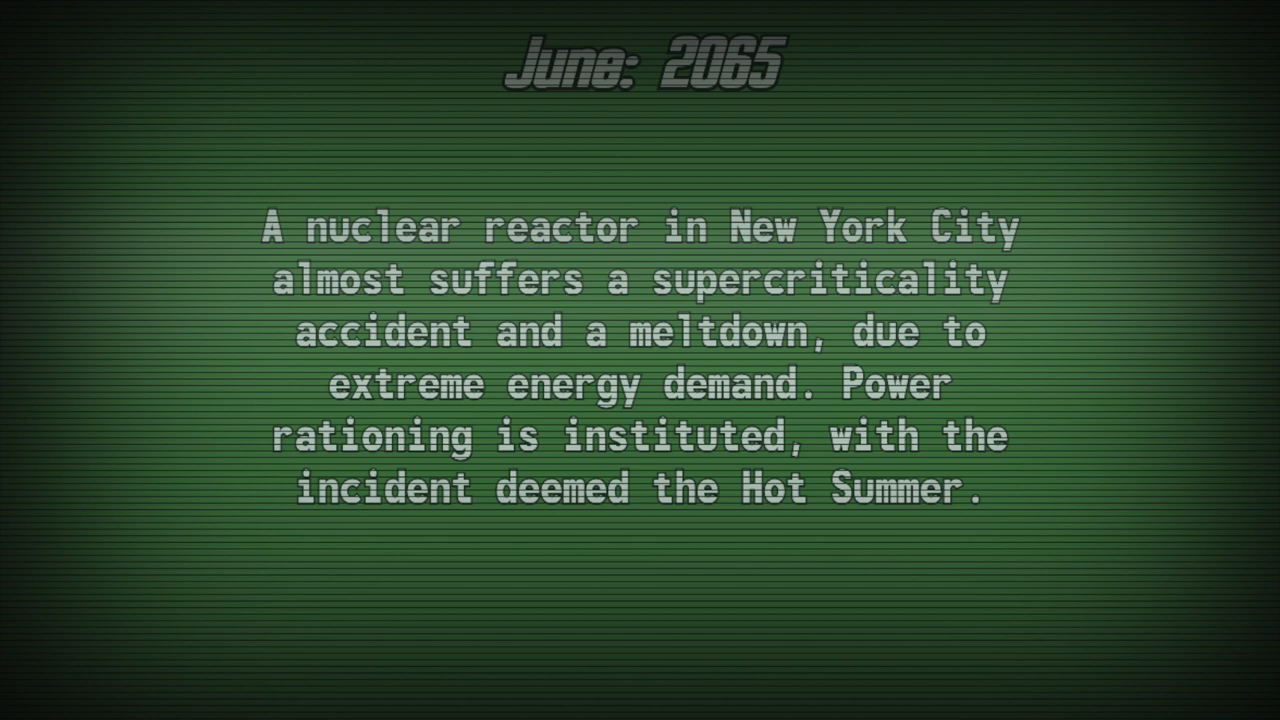 June: 2065
A nuclear reactor in New York City
almost suffers a supercriticality
accident and a meltdown, due to
extreme energy demand. Power
rationing is instituted, with the
incident deemed the Hot Summer.